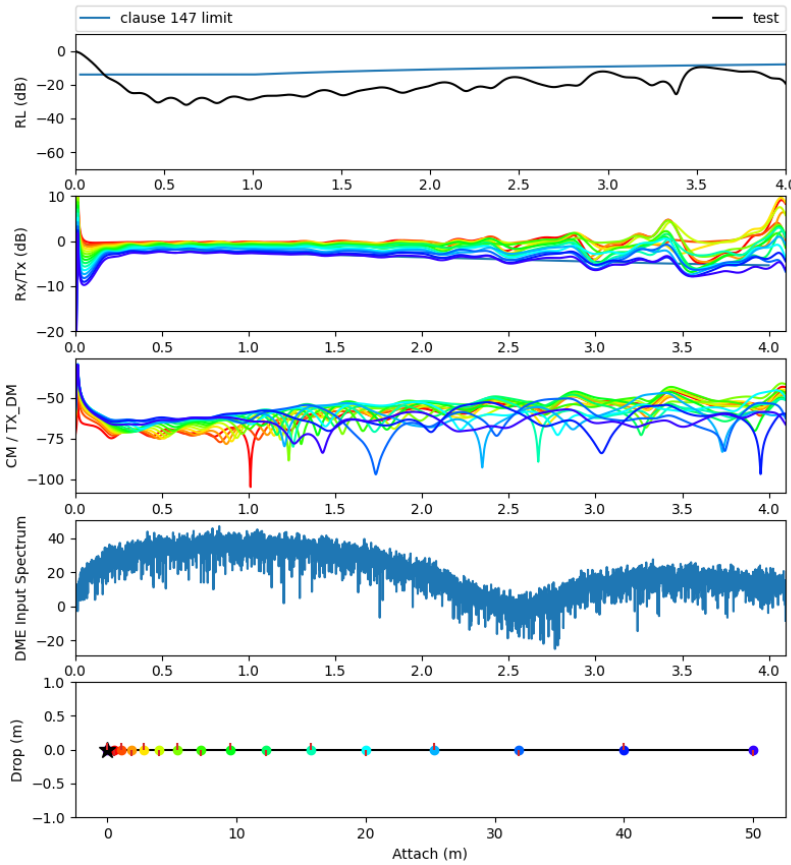 clause 147 limit
test
0
−20
−40
−60
RL (dB)
0.0 0.5 1.0 1.5 2.0 2.5 3.0 3.5 4.0
10
0
−10
−20
Rx/Tx (dB)
0.0 0.5 1.0 1.5 2.0 2.5 3.0 3.5 4.0
−50
−75
−100
CM / TX_DM
0.0 0.5 1.0 1.5 2.0 2.5 3.0 3.5 4.0
40
20
0
−20
DME Input Spectrum
0.0 0.5 1.0 1.5 2.0 2.5 3.0 3.5 4.0
1.0
0.5
0.0
−0.5
−1.0
Drop (m)
0 10 20 30 40 50
Attach (m)